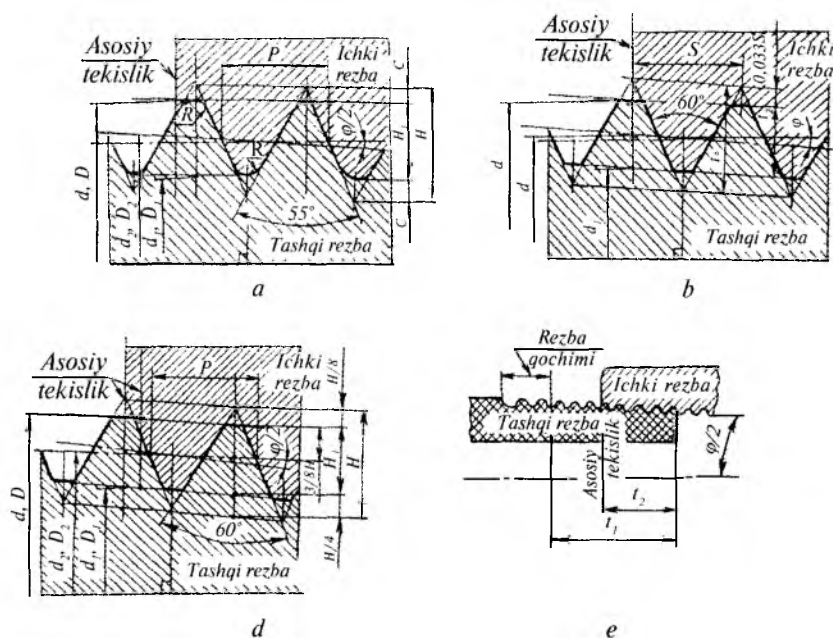 Asosiy
tekislik
P
Ichki
rezba
C
R
φ/2
H₁
H
R
d, D
d₂, D₂
d₁, D₁
55°
C
Tashqi rezba
a
Asosiy
tekislik
S
0,033S
Ichki
rezba
60°
φ
d
d
Tashqi rezba
b
Asosiy
tekislik
P
Ichki
rezba
H/8
φ/2
3/8H
H₁
H
d, D
d₂, D₂
d₁, D₁
60°
H/4
Tashqi rezba
d
Rezba
qochimi
Ichki rezba
Tashqi rezba
Asosiy
tekislik
φ/2
t₂
t₁
e